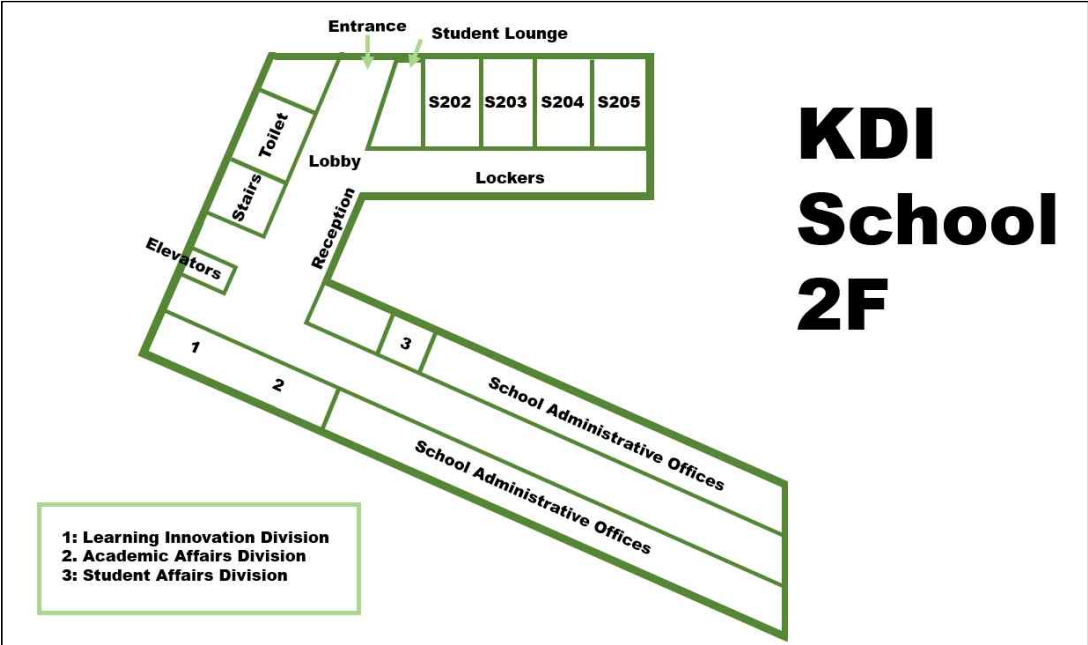 Entrance
Student Lounge
S202
S203
S204
S205
Toilet
Lobby
Lockers
Stairs
Reception
Elevators
1
2
3
School Administrative Offices
School Administrative Offices
KDI
School
2F
1: Learning Innovation Division
2. Academic Affairs Division
3: Student Affairs Division